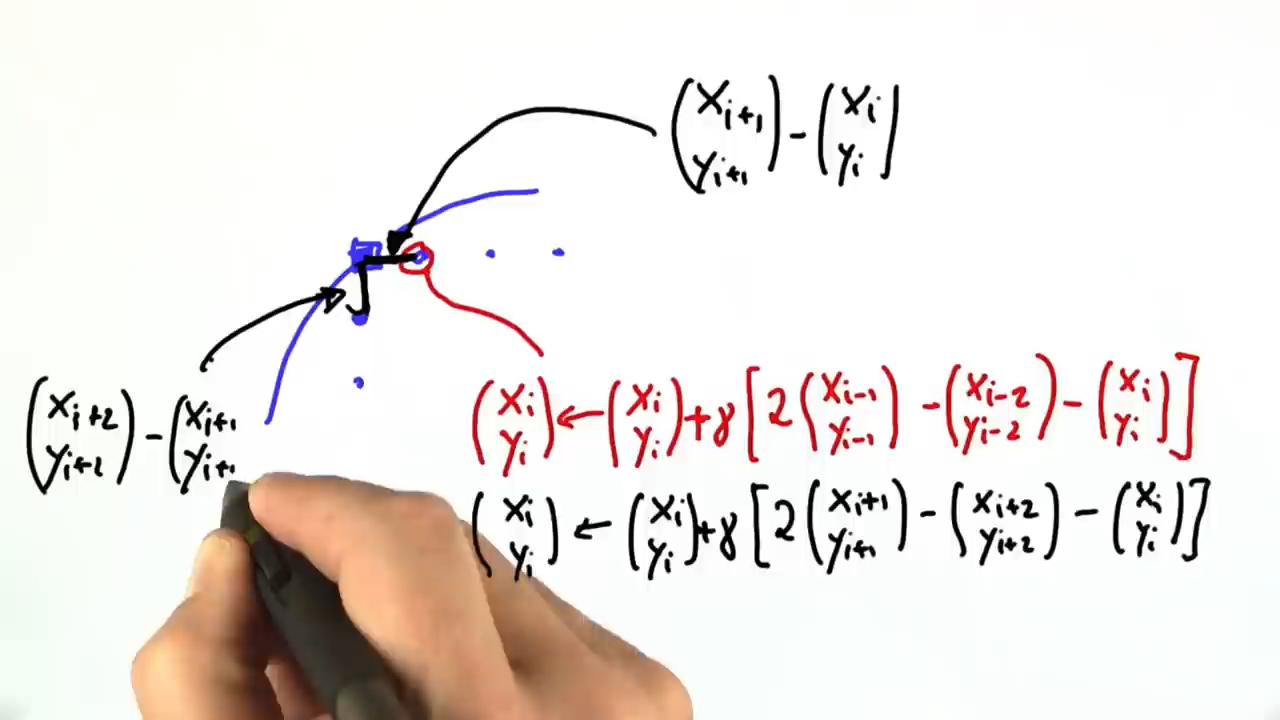 (x_{i+1} y_{i+1}) - (x_i y_i)
(x_{i+2} y_{i+2}) - (x_{i+1} y_{i+1}
(x_i y_i) ← (x_i y_i) + γ [2 (x_{i-1} y_{i-1}) - (x_{i-2} y_{i-2}) - (x_i y_i)]
(x_i y_i) ← (x_i y_i) + γ [2 (x_{i+1} y_{i+1}) - (x_{i+2} y_{i+2}) - (x_i y_i)]